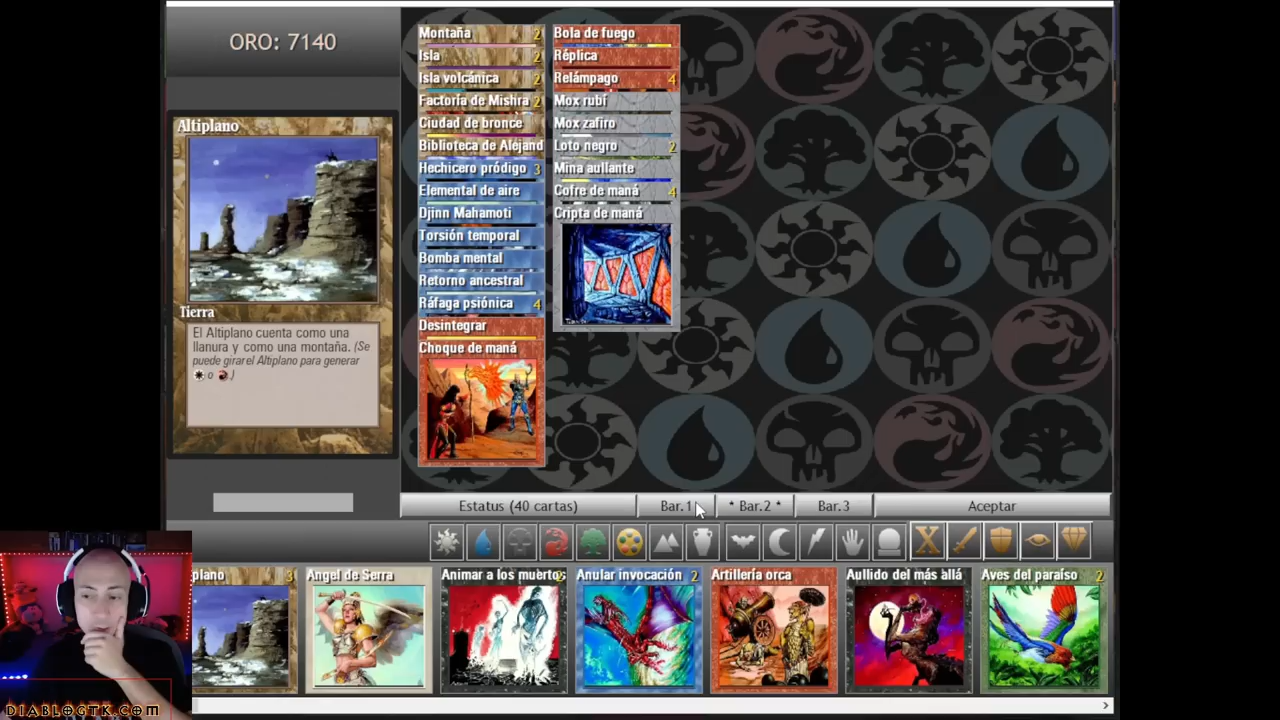 ORO: 7140
Altiplano
Tierra
El Altiplano cuenta como una
llanura y como una montaña. (Se
puede girar el Altiplano para generar
o .)
Montaña 2
Isla 2
Isla volcánica 2
Factoría de Mishra 2
Ciudad de bronce
Biblioteca de Alejand
Hechicero pródigo 3
Elemental de aire
Djinn Mahamoti
Torsión temporal
Bomba mental
Retorno ancestral
Ráfaga psiónica 4
Desintegrar
Choque de maná
Bola de fuego
Réplica
Relámpago 4
Mox rubí
Mox zafiro
Loto negro 2
Mina aullante
Cofre de maná 4
Cripta de maná
Estatus (40 cartas)
Bar.1
* Bar.2 *
Bar.3
Aceptar
plano 3
Angel de Serra
Animar a los muertos
Anular invocación 2
Artillería orca
Aullido del más allá
Aves del paraíso 2
DIABLOGTK.COM